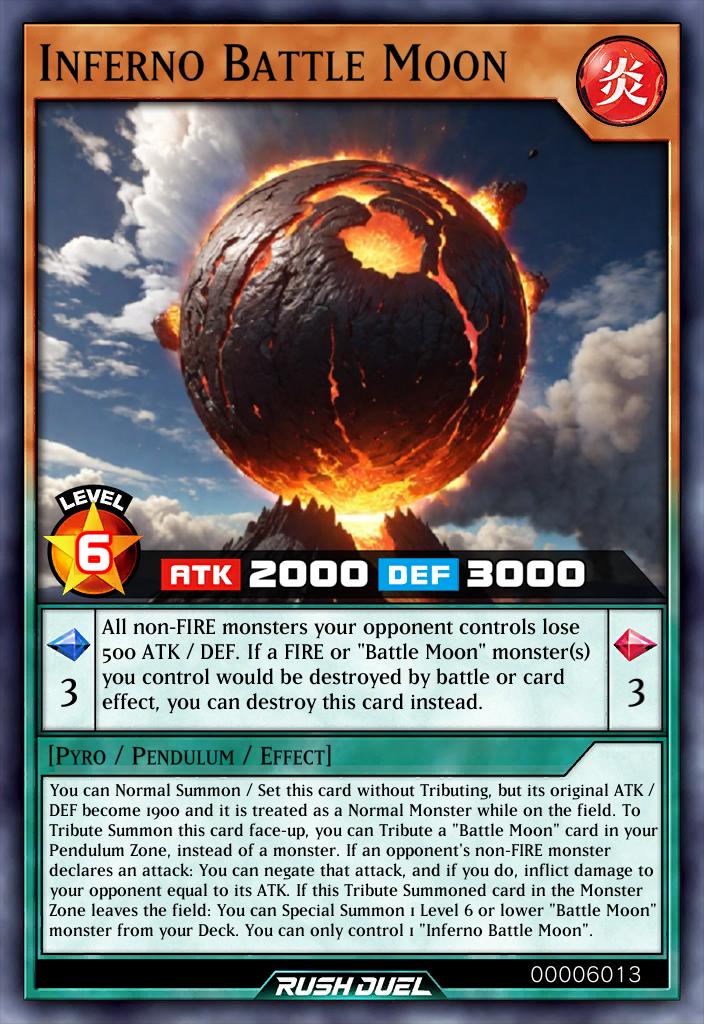 Inferno Battle Moon
炎
LEVEL
6
ATK 2000 DEF 3000
All non-FIRE monsters your opponent controls lose
500 ATK / DEF. If a FIRE or "Battle Moon" monster(s)
you control would be destroyed by battle or card
effect, you can destroy this card instead.
3
3
[Pyro / Pendulum / Effect]
You can Normal Summon / Set this card without Tributing, but its original ATK /
DEF become 1900 and it is treated as a Normal Monster while on the field. To
Tribute Summon this card face-up, you can Tribute a "Battle Moon" card in your
Pendulum Zone, instead of a monster. If an opponent's non-FIRE monster
declares an attack: You can negate that attack, and if you do, inflict damage to
your opponent equal to its ATK. If this Tribute Summoned card in the Monster
Zone leaves the field: You can Special Summon 1 Level 6 or lower "Battle Moon"
monster from your Deck. You can only control 1 "Inferno Battle Moon".
00006013
RUSH DUEL